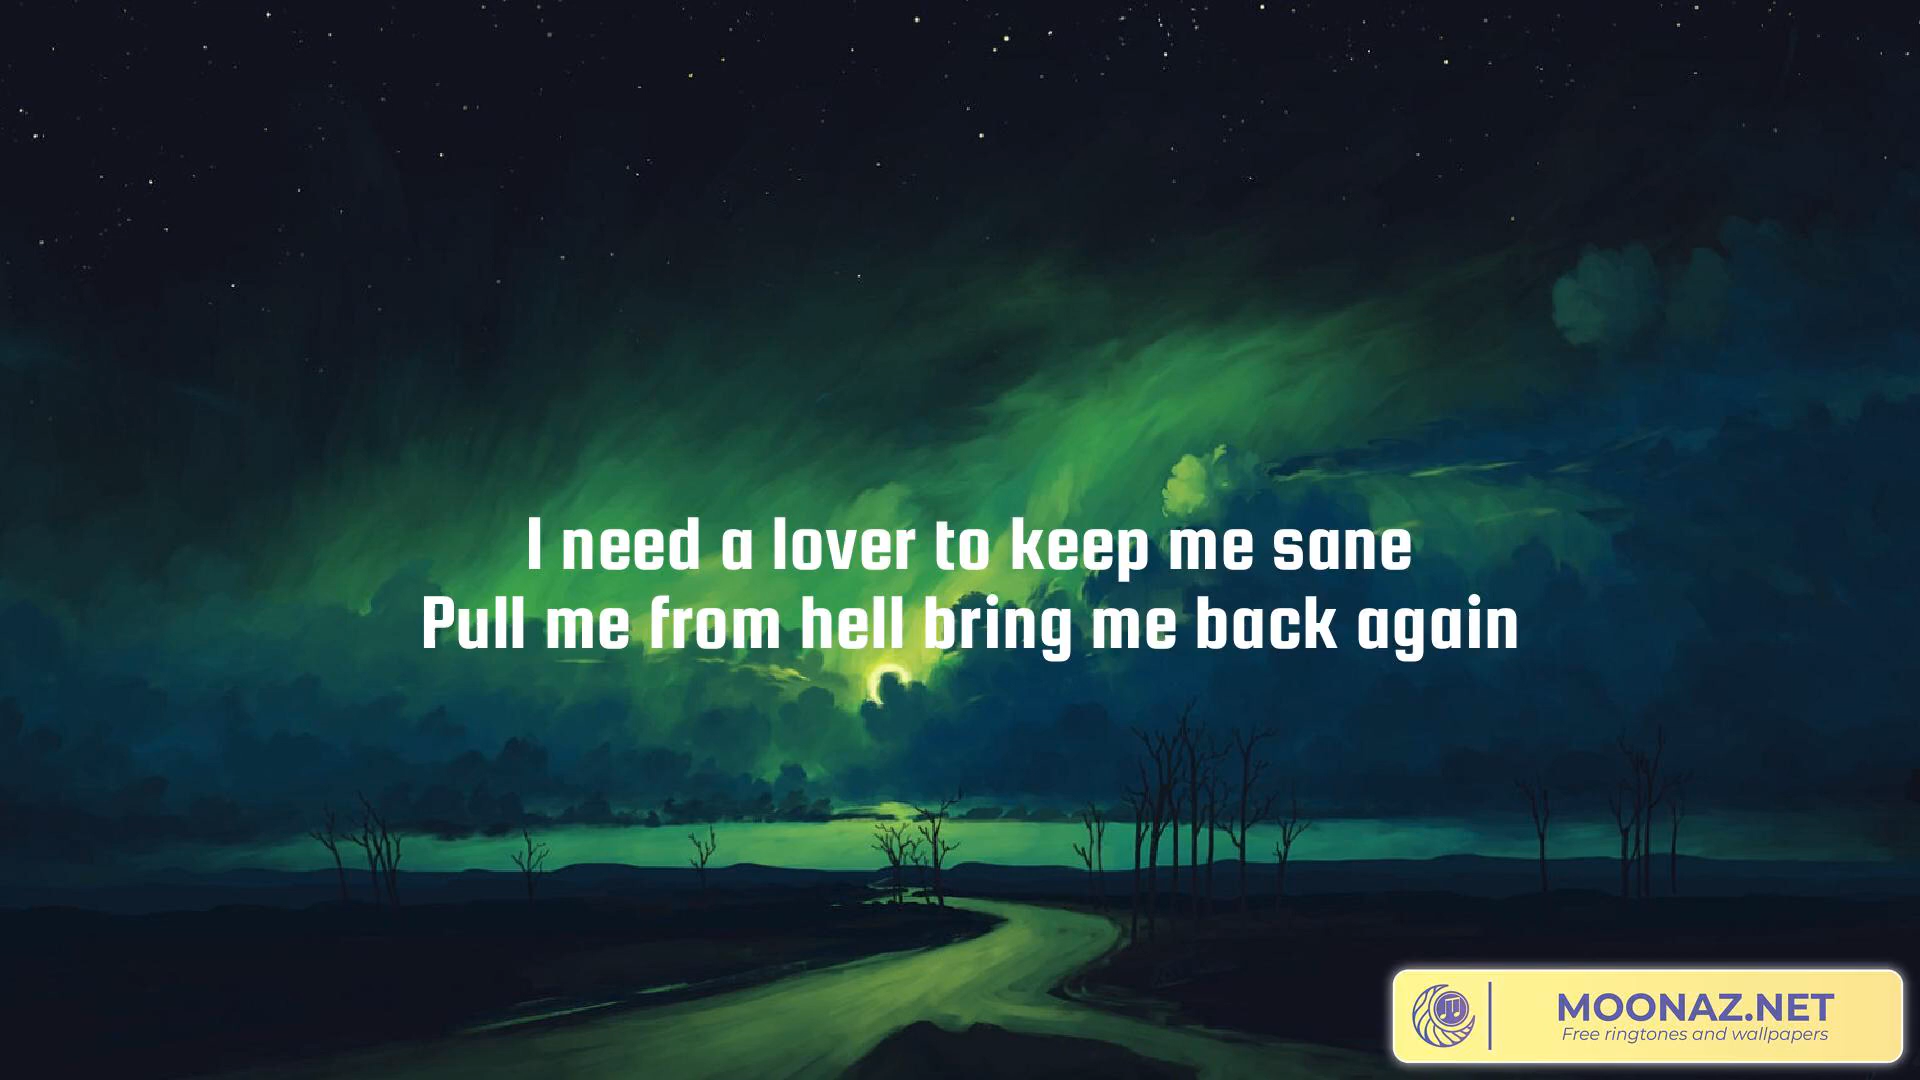 I need a lover to keep me sane
Pull me from hell bring me back again
MOONAZ.NET
Free ringtones and wallpapers